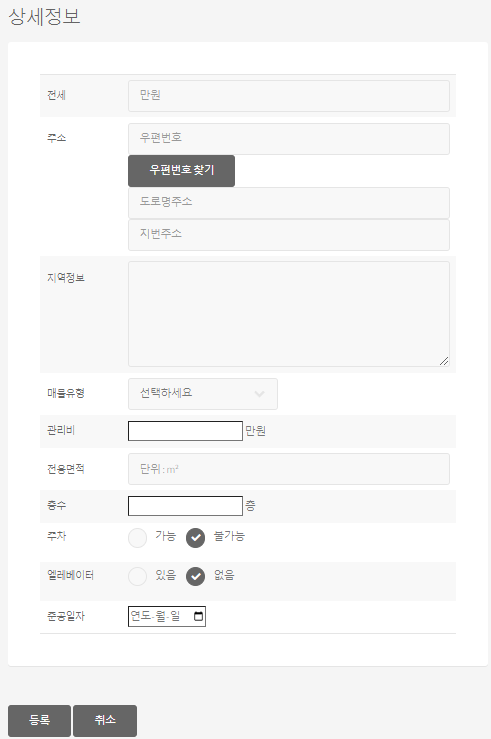 상세정보
전세 만원
주소 우편번호
우편번호 찾기
도로명주소
지번주소
지역정보
매물유형 선택하세요
관리비 만원
전용면적 단위 : m²
층수 층
주차 가능 불가능
엘레베이터 있음 없음
준공일자 연도-월-일
등록 취소